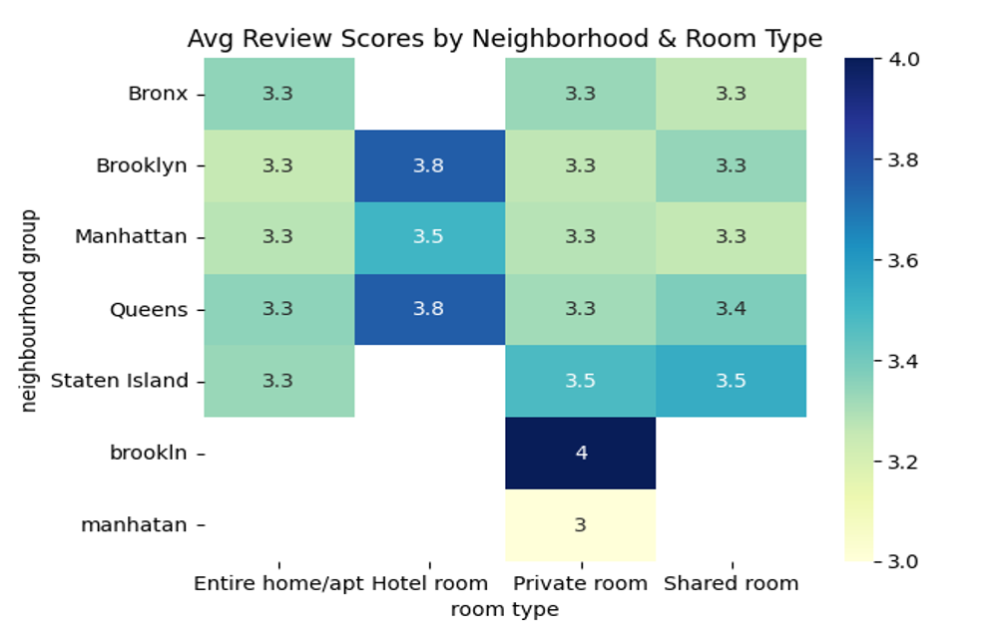 Avg Review Scores by Neighborhood & Room Type
neighbourhood group
Bronx 3.3 3.3 3.3
Brooklyn 3.3 3.8 3.3 3.3
Manhattan 3.3 3.5 3.3 3.3
Queens 3.3 3.8 3.3 3.4
Staten Island 3.3 3.5 3.5
brookln 4
manhatan 3
Entire home/apt Hotel room Private room Shared room
room type
4.0
3.8
3.6
3.4
3.2
3.0